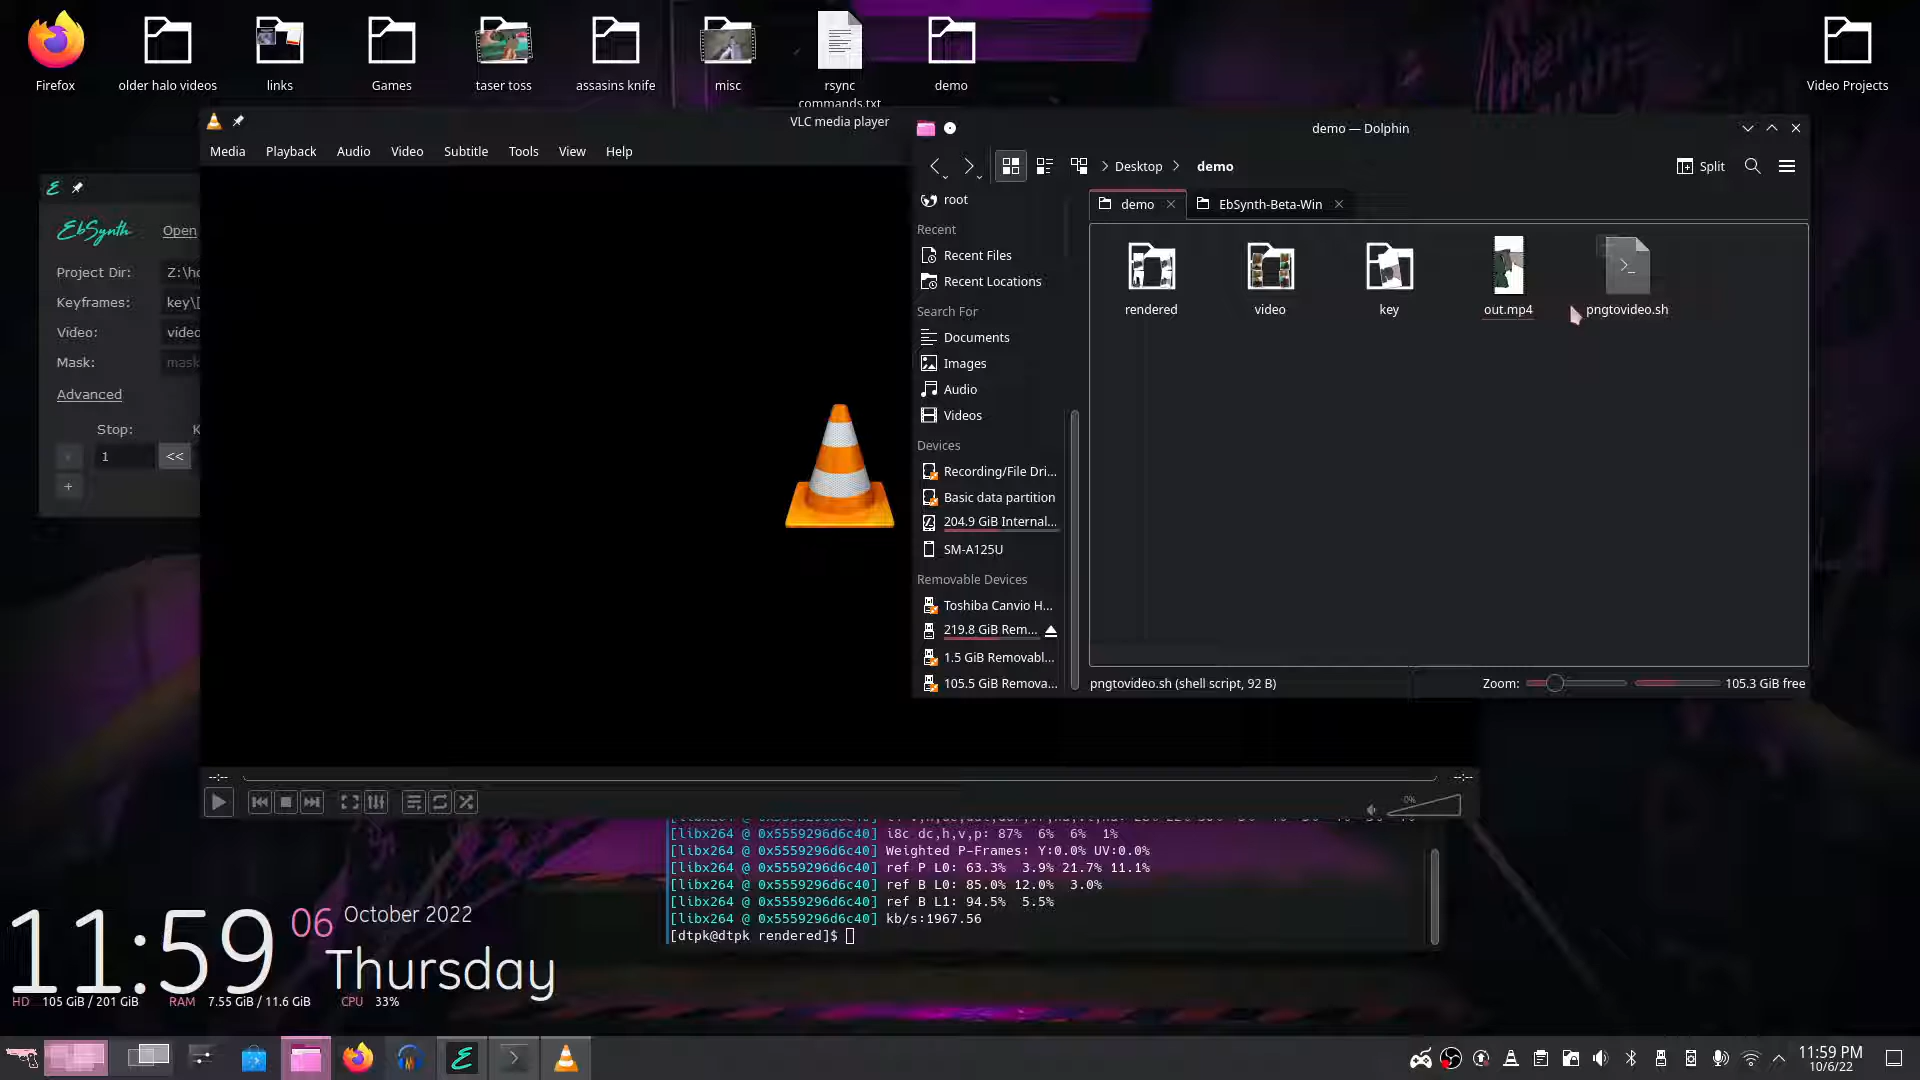 Firefox
older halo videos
links
Games
taser toss
assasins knife
misc
rsync
commands.txt
demo
Video Projects
VLC media player
Media Playback Audio Video Subtitle Tools View Help
demo — Dolphin
Desktop
demo
Split
EbSynth
Open
Project Dir: Z:\ho
Keyframes: key\[
Video: video
Mask: mask
Advanced
Stop:
1 <<
+
root
Recent
Recent Files
Recent Locations
Search For
Documents
Images
Audio
Videos
Devices
Recording/File Dri...
Basic data partition
204.9 GiB Internal...
SM-A125U
Removable Devices
Toshiba Canvio H...
219.8 GiB Rem...
1.5 GiB Removabl...
105.5 GiB Remova...
demo
EbSynth-Beta-Win
rendered
video
key
out.mp4
pngtovideo.sh
pngtovideo.sh (shell script, 92 B)
Zoom:
105.3 GiB free
--:-- --:--
0%
[libx264 @ 0x5559296d6c40] i8c dc,h,v,p: 87% 6% 6% 1%
[libx264 @ 0x5559296d6c40] Weighted P-Frames: Y:0.0% UV:0.0%
[libx264 @ 0x5559296d6c40] ref P L0: 63.3% 3.9% 21.7% 11.1%
[libx264 @ 0x5559296d6c40] ref B L0: 85.0% 12.0% 3.0%
[libx264 @ 0x5559296d6c40] ref B L1: 94.5% 5.5%
[libx264 @ 0x5559296d6c40] kb/s:1967.56
[dtpk@dtpk rendered]$
11:59 06 October 2022
Thursday
HD 105 GiB / 201 GiB RAM 7.55 GiB / 11.6 GiB CPU 33%
11:59 PM
10/6/22